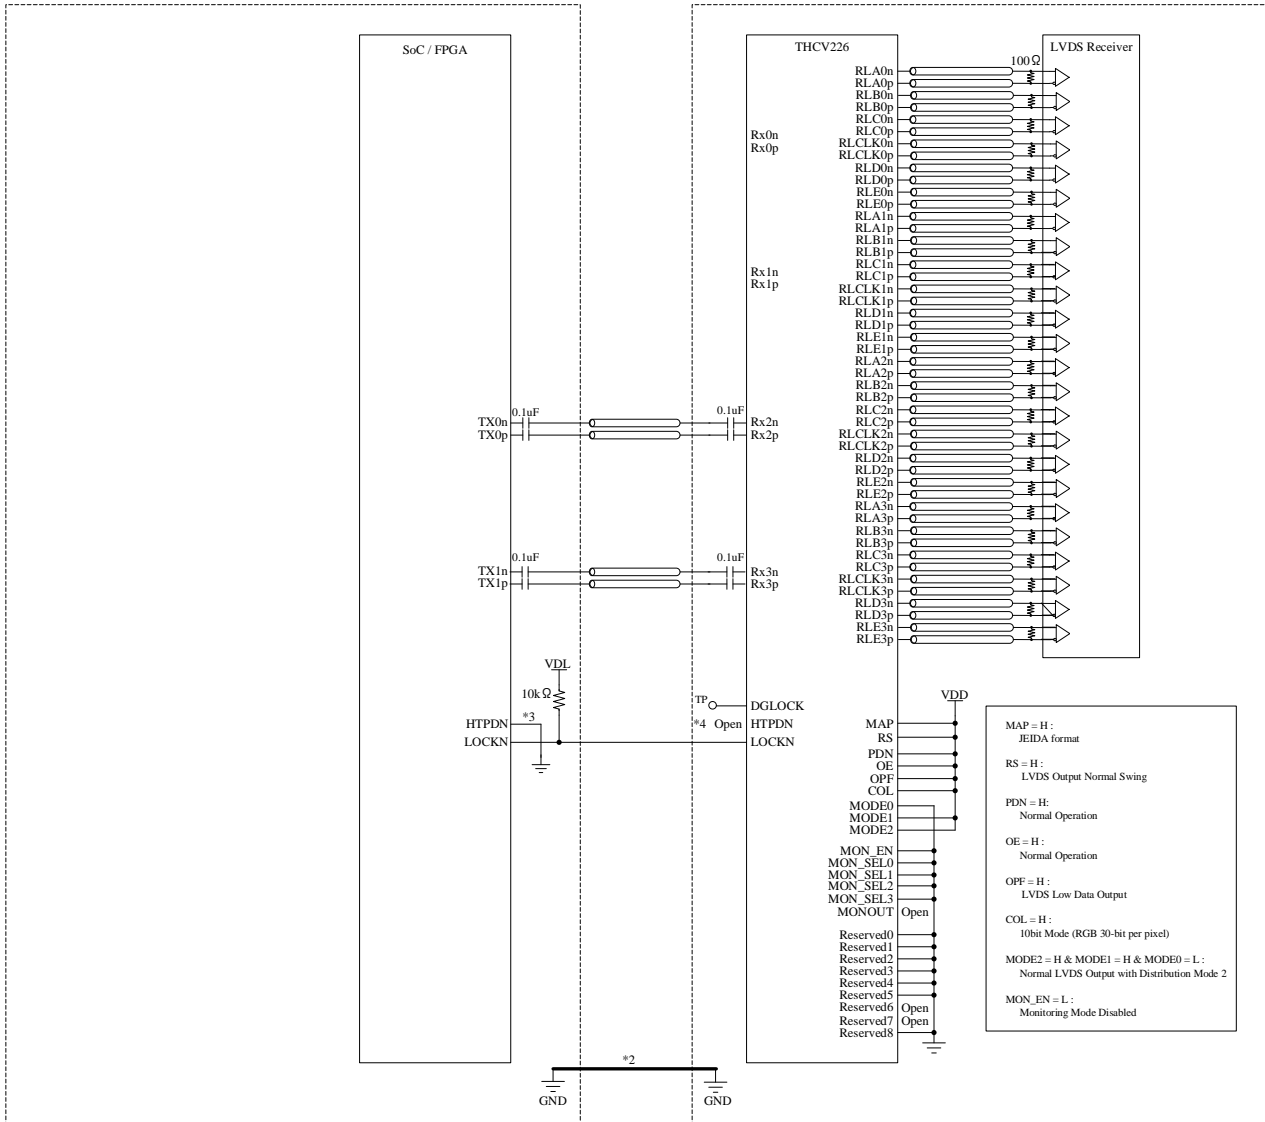 SoC / FPGA
TX0n
TX0p
TX1n
TX1p
HTPDN
LOCKN
0.1uF
0.1uF
VDL
10kΩ
*3
*2
GND
GND
0.1uF
0.1uF
TP
*4 Open
THCV226
Rx0n
Rx0p
Rx1n
Rx1p
Rx2n
Rx2p
Rx3n
Rx3p
DGLOCK
HTPDN
LOCKN
RLA0n
RLA0p
RLB0n
RLB0p
RLC0n
RLC0p
RLCLK0n
RLCLK0p
RLD0n
RLD0p
RLE0n
RLE0p
RLA1n
RLA1p
RLB1n
RLB1p
RLC1n
RLC1p
RLCLK1n
RLCLK1p
RLD1n
RLD1p
RLE1n
RLE1p
RLA2n
RLA2p
RLB2n
RLB2p
RLC2n
RLC2p
RLCLK2n
RLCLK2p
RLD2n
RLD2p
RLE2n
RLE2p
RLA3n
RLA3p
RLB3n
RLB3p
RLC3n
RLC3p
RLCLK3n
RLCLK3p
RLD3n
RLD3p
RLE3n
RLE3p
MAP
RS
PDN
OE
OPF
COL
MODE0
MODE1
MODE2
MON_EN
MON_SEL0
MON_SEL1
MON_SEL2
MON_SEL3
MONOUT Open
Reserved0
Reserved1
Reserved2
Reserved3
Reserved4
Reserved5
Reserved6 Open
Reserved7 Open
Reserved8
100Ω
LVDS Receiver
VDD
MAP = H :
JEIDA format
RS = H :
LVDS Output Normal Swing
PDN = H:
Normal Operation
OE = H :
Normal Operation
OPF = H :
LVDS Low Data Output
COL = H :
10bit Mode (RGB 30-bit per pixel)
MODE2 = H & MODE1 = H & MODE0 = L :
Normal LVDS Output with Distribution Mode 2
MON_EN = L :
Monitoring Mode Disabled